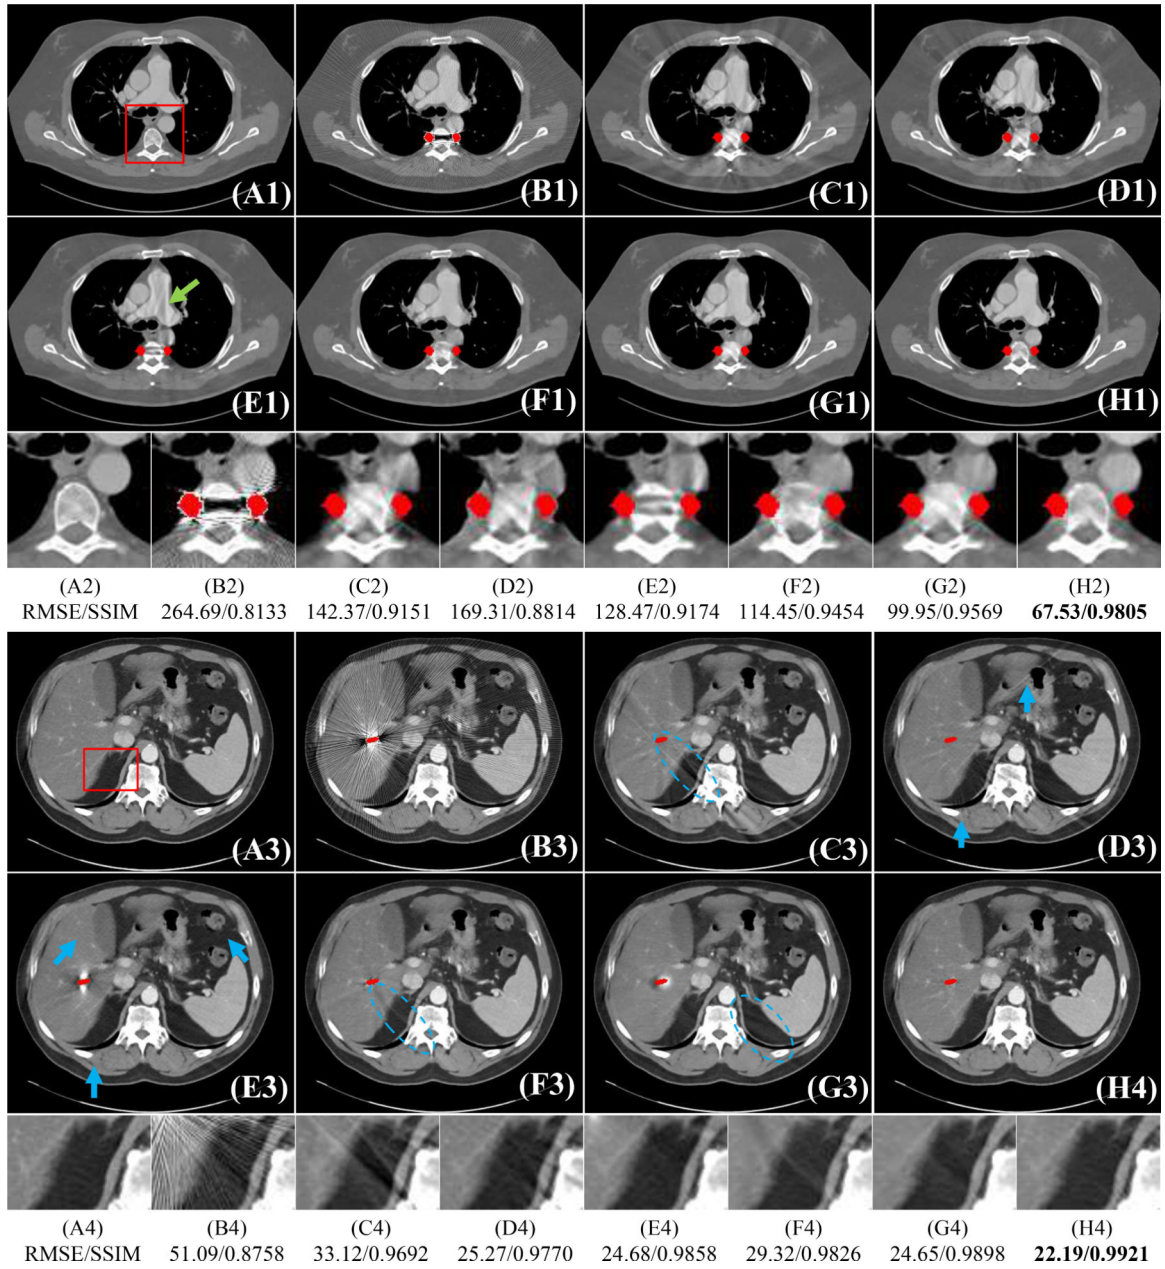 (A1) (B1) (C1) (D1)
(E1) (F1) (G1) (H1)
(A2) (B2) (C2) (D2) (E2) (F2) (G2) (H2)
RMSE/SSIM 264.69/0.8133 142.37/0.9151 169.31/0.8814 128.47/0.9174 114.45/0.9454 99.95/0.9569 67.53/0.9805
(A3) (B3) (C3) (D3)
(E3) (F3) (G3) (H4)
(A4) (B4) (C4) (D4) (E4) (F4) (G4) (H4)
RMSE/SSIM 51.09/0.8758 33.12/0.9692 25.27/0.9770 24.68/0.9858 29.32/0.9826 24.65/0.9898 22.19/0.9921